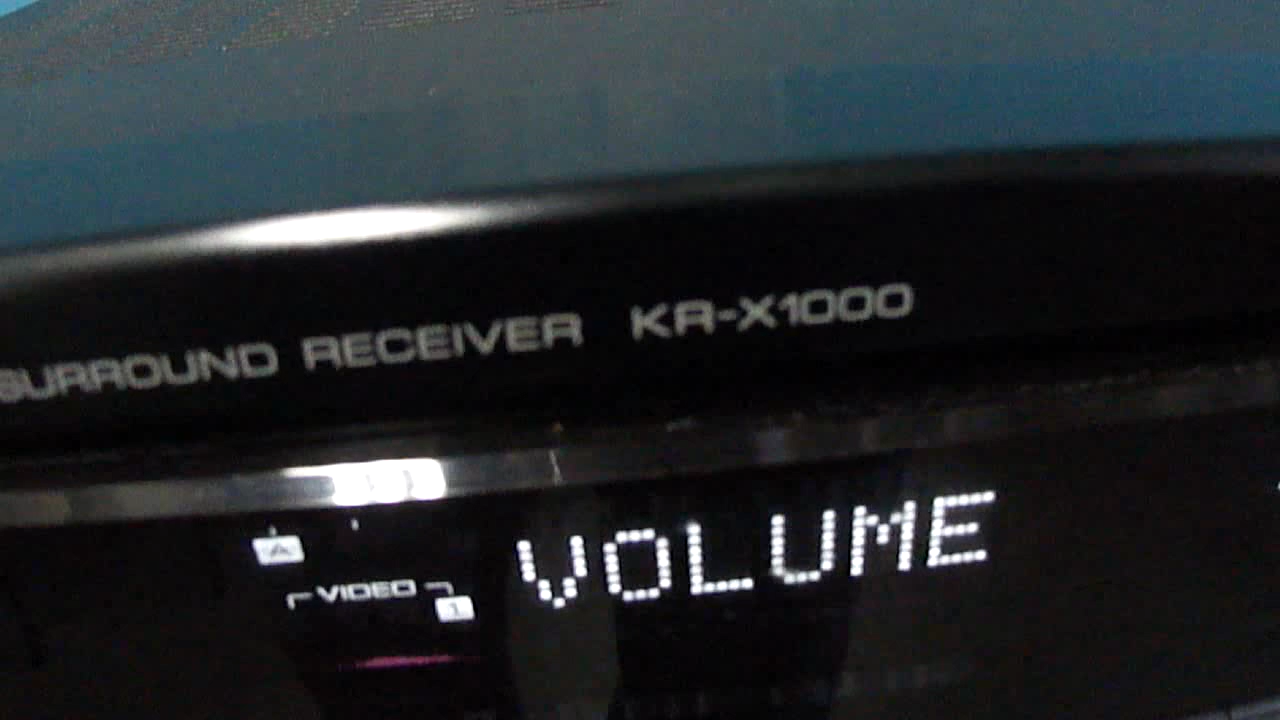 SURROUND RECEIVER KR-X1000
A
VIDEO
1
VOLUME